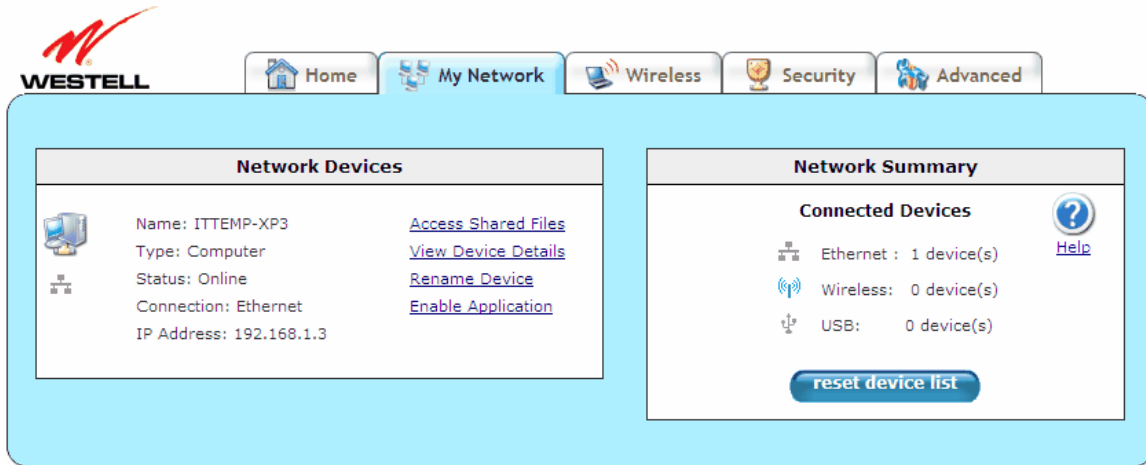 WESTELL
Home
My Network
Wireless
Security
Advanced
Network Devices
Name: ITTEMP-XP3
Access Shared Files
Type: Computer
View Device Details
Status: Online
Rename Device
Connection: Ethernet
Enable Application
IP Address: 192.168.1.3
Network Summary
Connected Devices
Help
Ethernet : 1 device(s)
Wireless: 0 device(s)
USB: 0 device(s)
reset device list